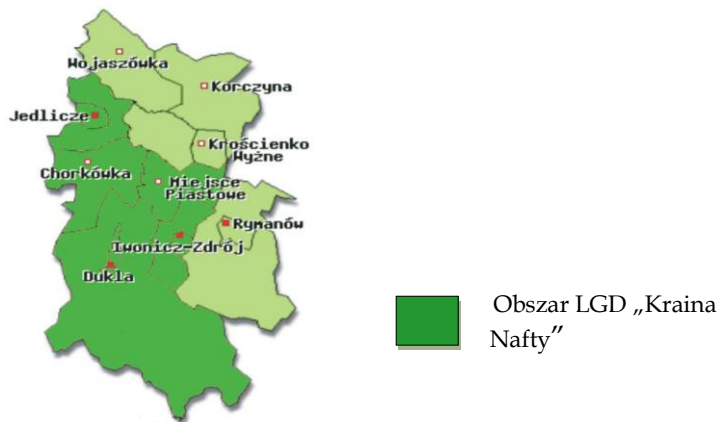 Wojaszówka
Korczyna
Jedlicze
Krościenko
Wyżne
Chorkówka
Miejsce
Piastowe
Rymanów
Iwonicz-Zdrój
Dukla
Obszar LGD „Kraina
Nafty”